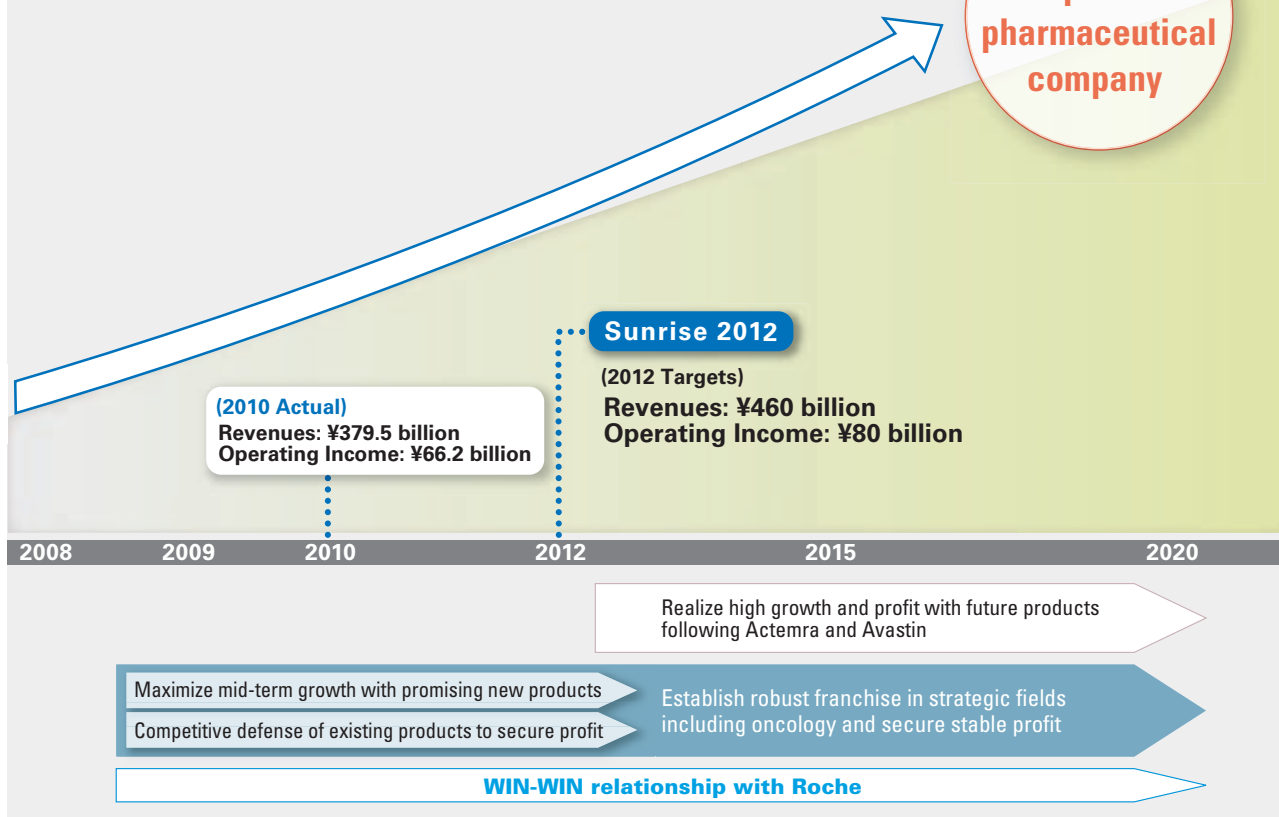 pharmaceutical
company
Sunrise 2012
(2012 Targets)
Revenues: ¥460 billion
Operating Income: ¥80 billion
(2010 Actual)
Revenues: ¥379.5 billion
Operating Income: ¥66.2 billion
2008 2009 2010 2012 2015 2020
Realize high growth and profit with future products
following Actemra and Avastin
Maximize mid-term growth with promising new products
Competitive defense of existing products to secure profit
Establish robust franchise in strategic fields
including oncology and secure stable profit
WIN-WIN relationship with Roche